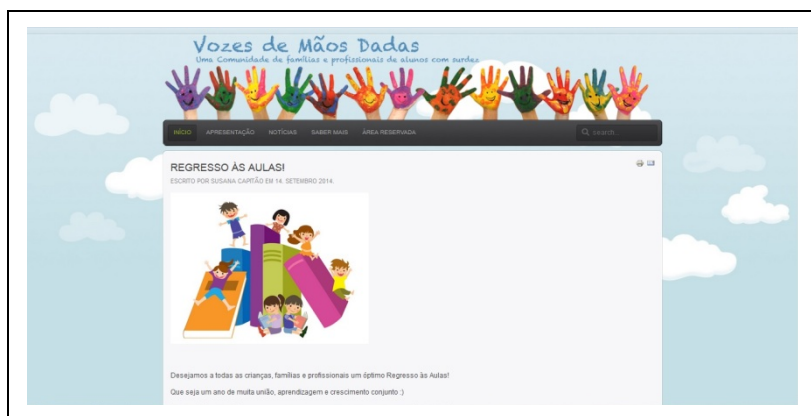 Vozes de Mãos Dadas
Uma Comunidade de famílias e profissionais de alunos com surdez
INÍCIO APRESENTAÇÃO NOTÍCIAS SABER MAIS ÁREA RESERVADA search...
REGRESSO ÀS AULAS!
ESCRITO POR SUSANA CAPITÃO EM 14. SETEMBRO 2014.
Desejamos a todas as crianças, famílias e profissionais um óptimo Regresso às Aulas!
Que seja um ano de muita união, aprendizagem e crescimento conjunto :)